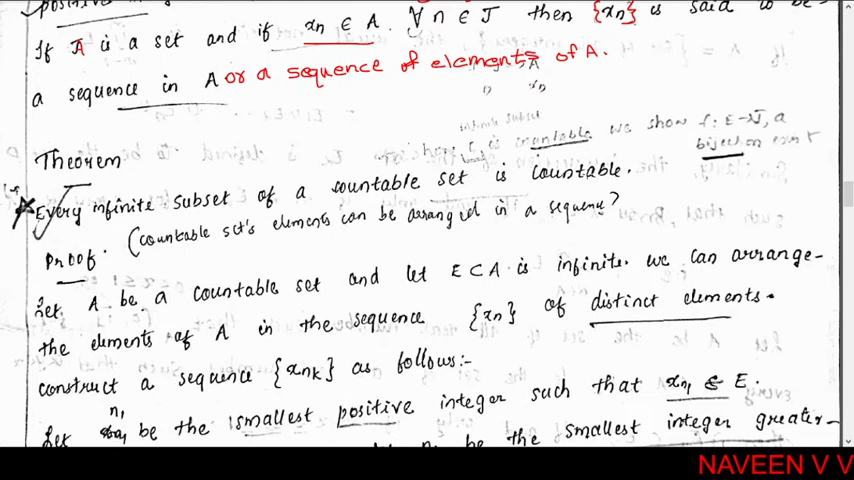 positive
If A is a set and if xn ∈ A. ∀ n ∈ J then {xn} is said to be
a sequence in A or a sequence of elements of A.
is countable we show f: E→J, a
bijection
Theorem
Every infinite subset of a countable set is countable.
Proof. (countable set's elements can be arranged in a sequence?
Let A be a countable set and let E⊂A is infinite. we can arrange-
the elements of A in the sequence {xn} of distinct elements.
construct a sequence {xnk} as follows:-
n1 such that xn1 ∈ E.
Let be the smallest positive integer
be the smallest integer greater-
NAVEEN V V